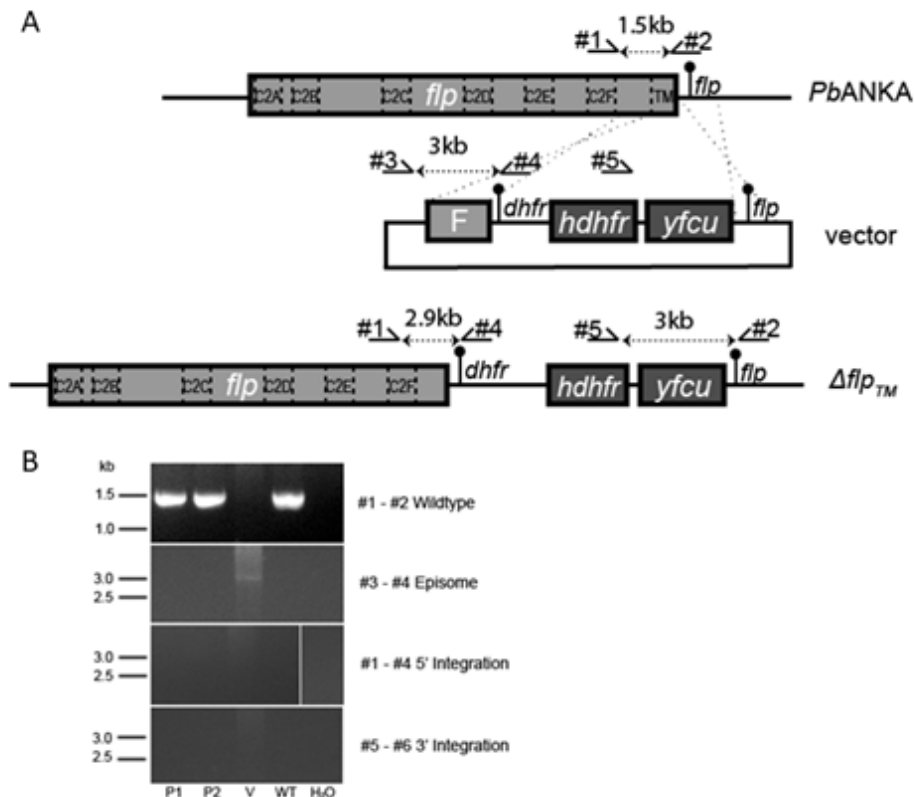 A
#1 1.5kb #2
C2A C2B C2C flp C2D C2E C2F TM flp PbANKA
#3 3kb #4 #5
F dhfr hdhfr yfcu flp vector
#1 2.9kb #4 #5 3kb #2
C2A C2B C2C flp C2D C2E C2F dhfr hdhfr yfcu flp ΔflpTM
B
kb
1.5
1.0
#1 - #2 Wildtype
3.0
2.5
#3 - #4 Episome
3.0
2.5
#1 - #4 5' Integration
3.0
2.5
#5 - #6 3' Integration
P1 P2 V WT H2O